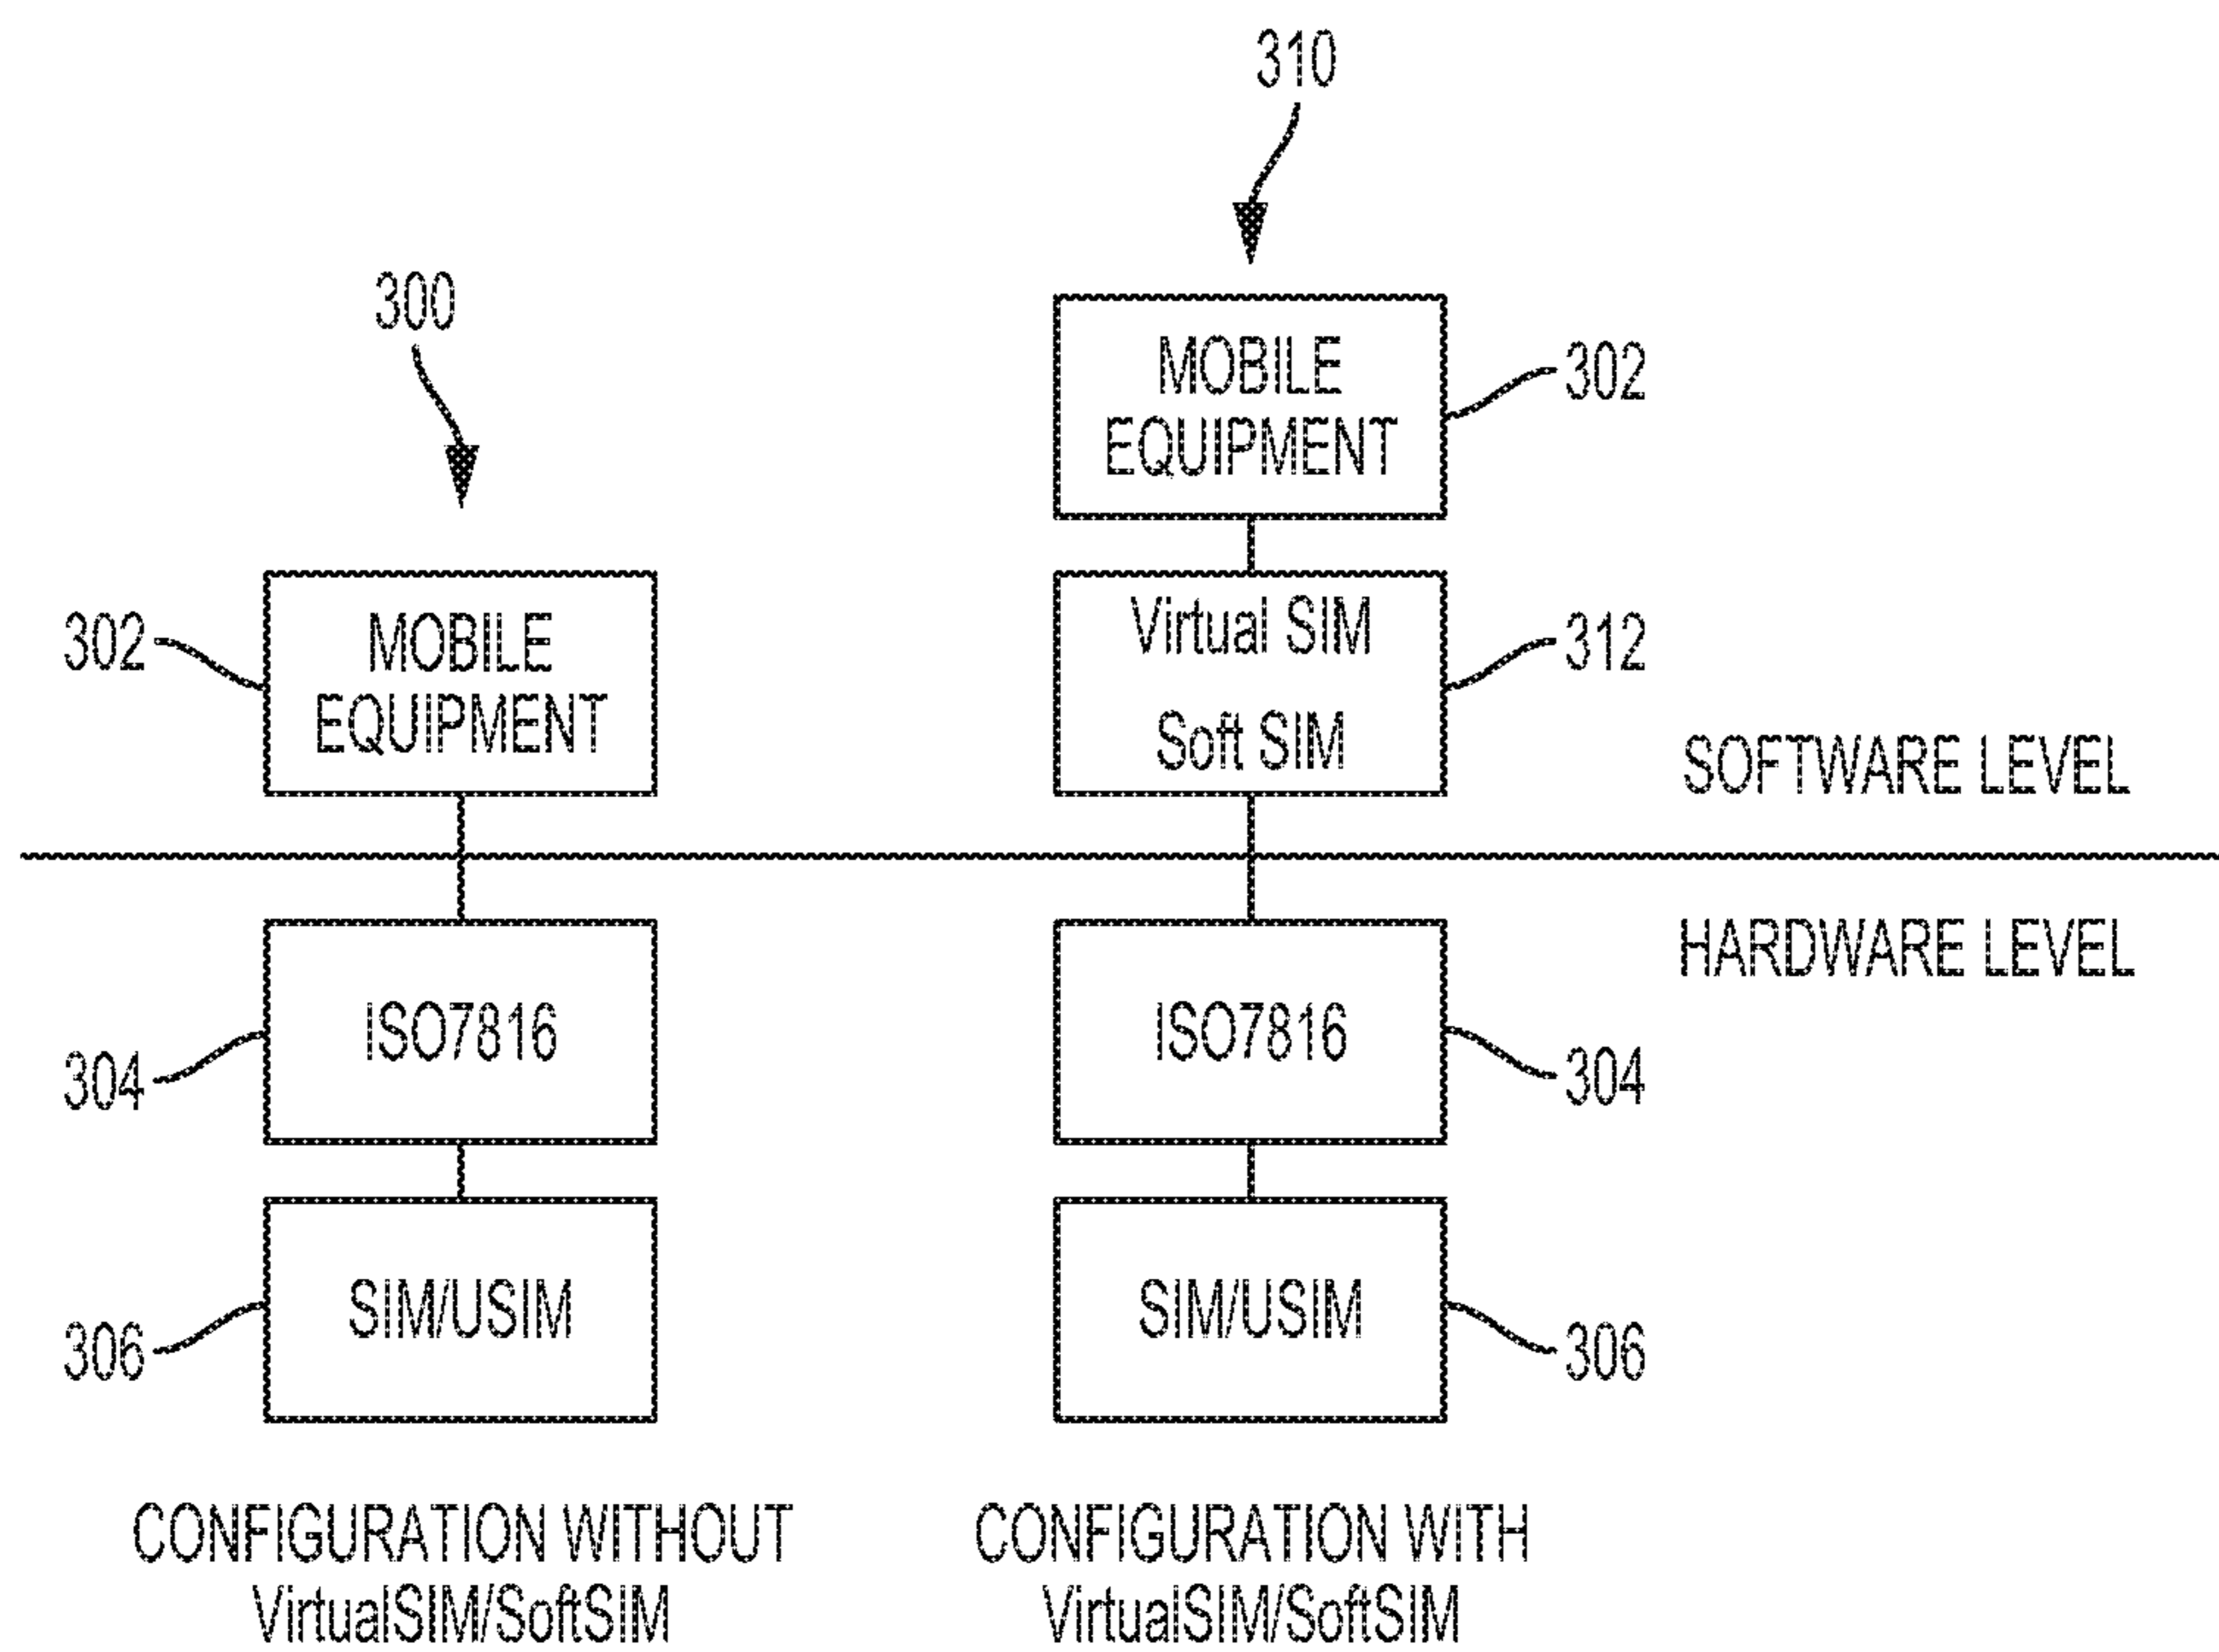 310
300
MOBILE
EQUIPMENT
302
302
MOBILE
EQUIPMENT
Virtual SIM
Soft SIM
312
SOFTWARE LEVEL
HARDWARE LEVEL
304
ISO7816
ISO7816
304
306
SIM/USIM
SIM/USIM
306
CONFIGURATION WITHOUT
VirtualSIM/SoftSIM
CONFIGURATION WITH
VirtualSIM/SoftSIM